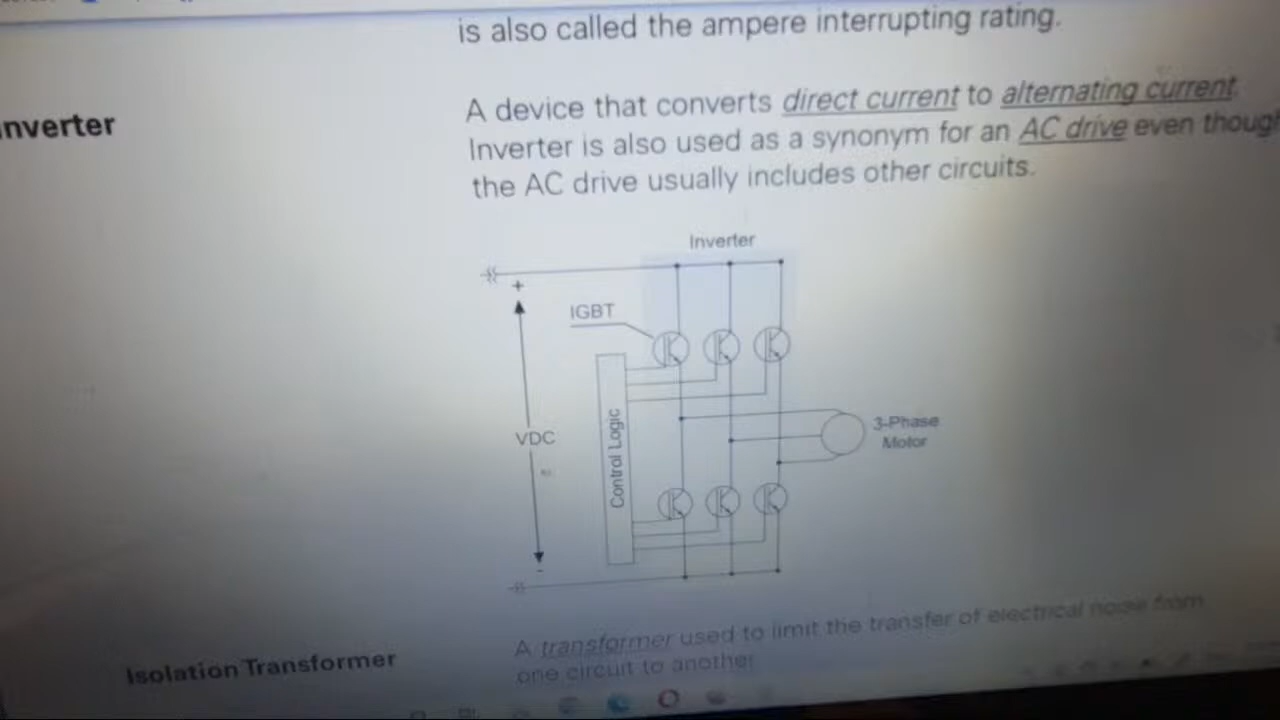 is also called the ampere interrupting rating.
nverter
A device that converts direct current to alternating current.
Inverter is also used as a synonym for an AC drive even though
the AC drive usually includes other circuits.
Inverter
+
IGBT
VDC
Control Logic
3-Phase
Motor
-
Isolation Transformer
A transformer used to limit the transfer of electrical noise from
one circuit to another